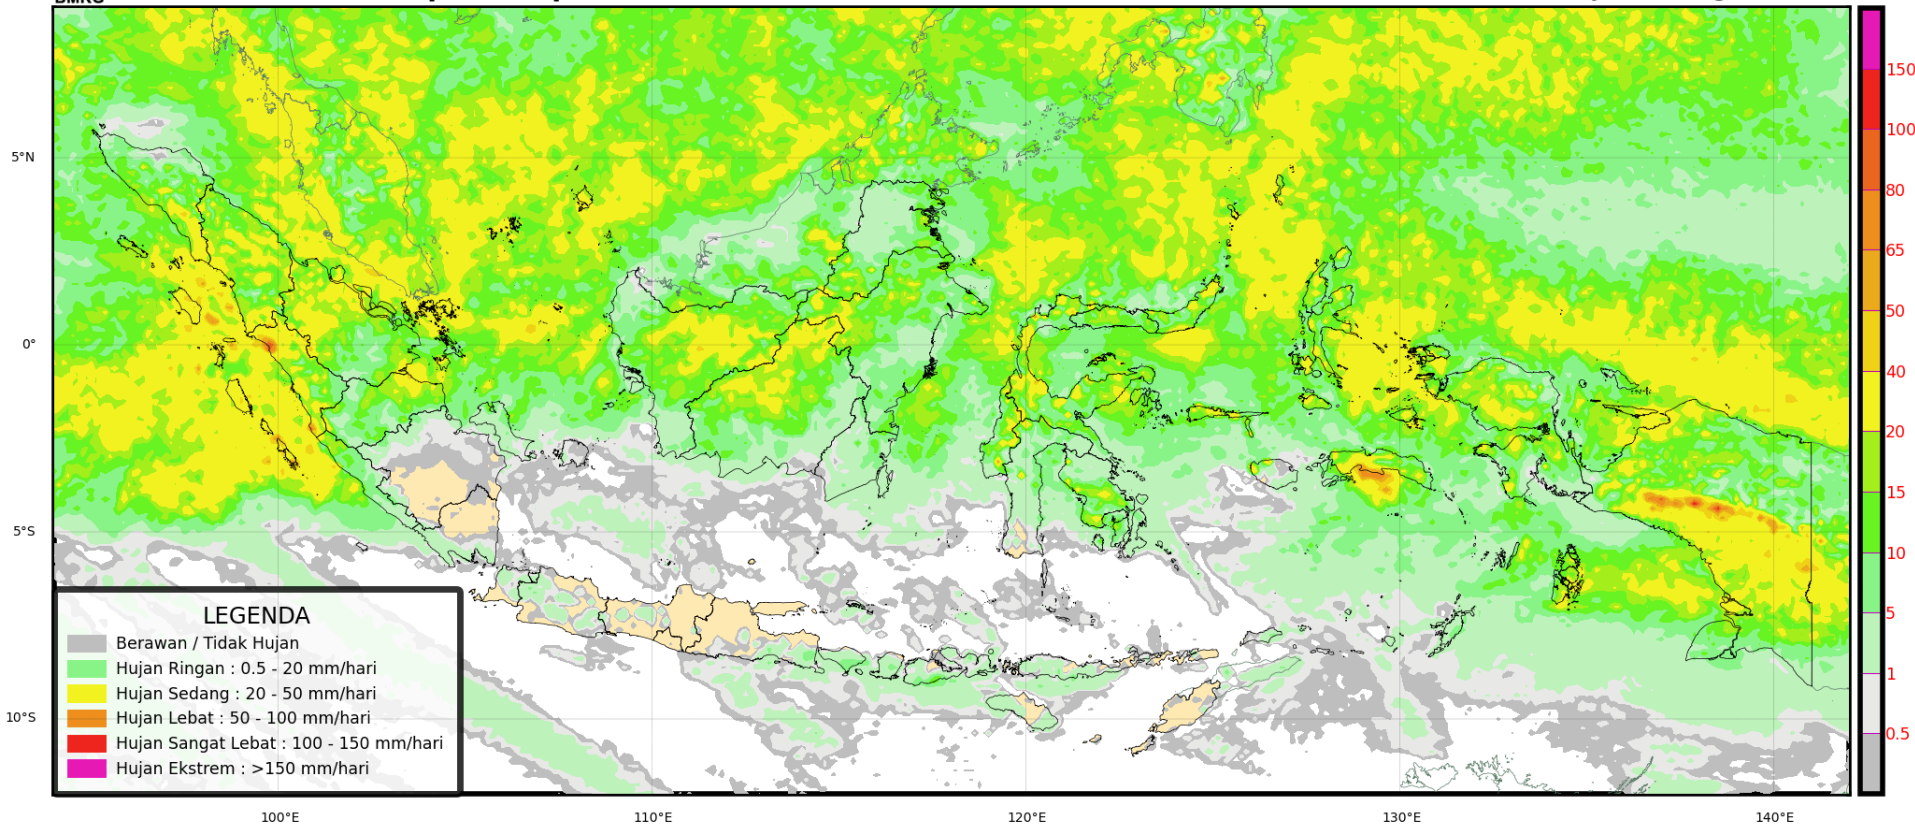 BMKG
5°N
0°
5°S
10°S
LEGENDA
Berawan / Tidak Hujan
Hujan Ringan : 0.5 - 20 mm/hari
Hujan Sedang : 20 - 50 mm/hari
Hujan Lebat : 50 - 100 mm/hari
Hujan Sangat Lebat : 100 - 150 mm/hari
Hujan Ekstrem : >150 mm/hari
100°E
110°E
120°E
130°E
140°E
150
100
80
65
50
40
20
15
10
5
1
0.5